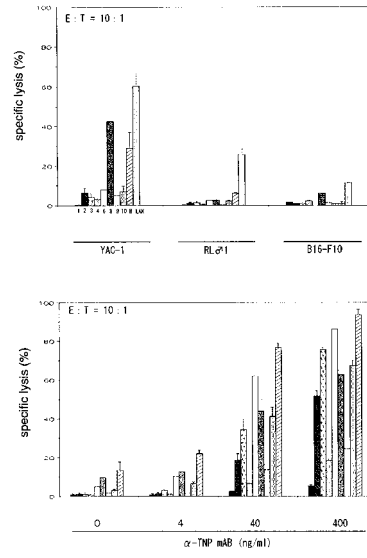 E:T = 10:1
100
80
60
40
20
0
specific lysis (%)
1 2 3 4 6 8 9 10 11 LAK
YAC-1
RL♂1
B16-F10
E:T = 10:1
100
80
60
40
20
0
specific lysis (%)
0
4
40
400
α-TNP mAB (ng/ml)